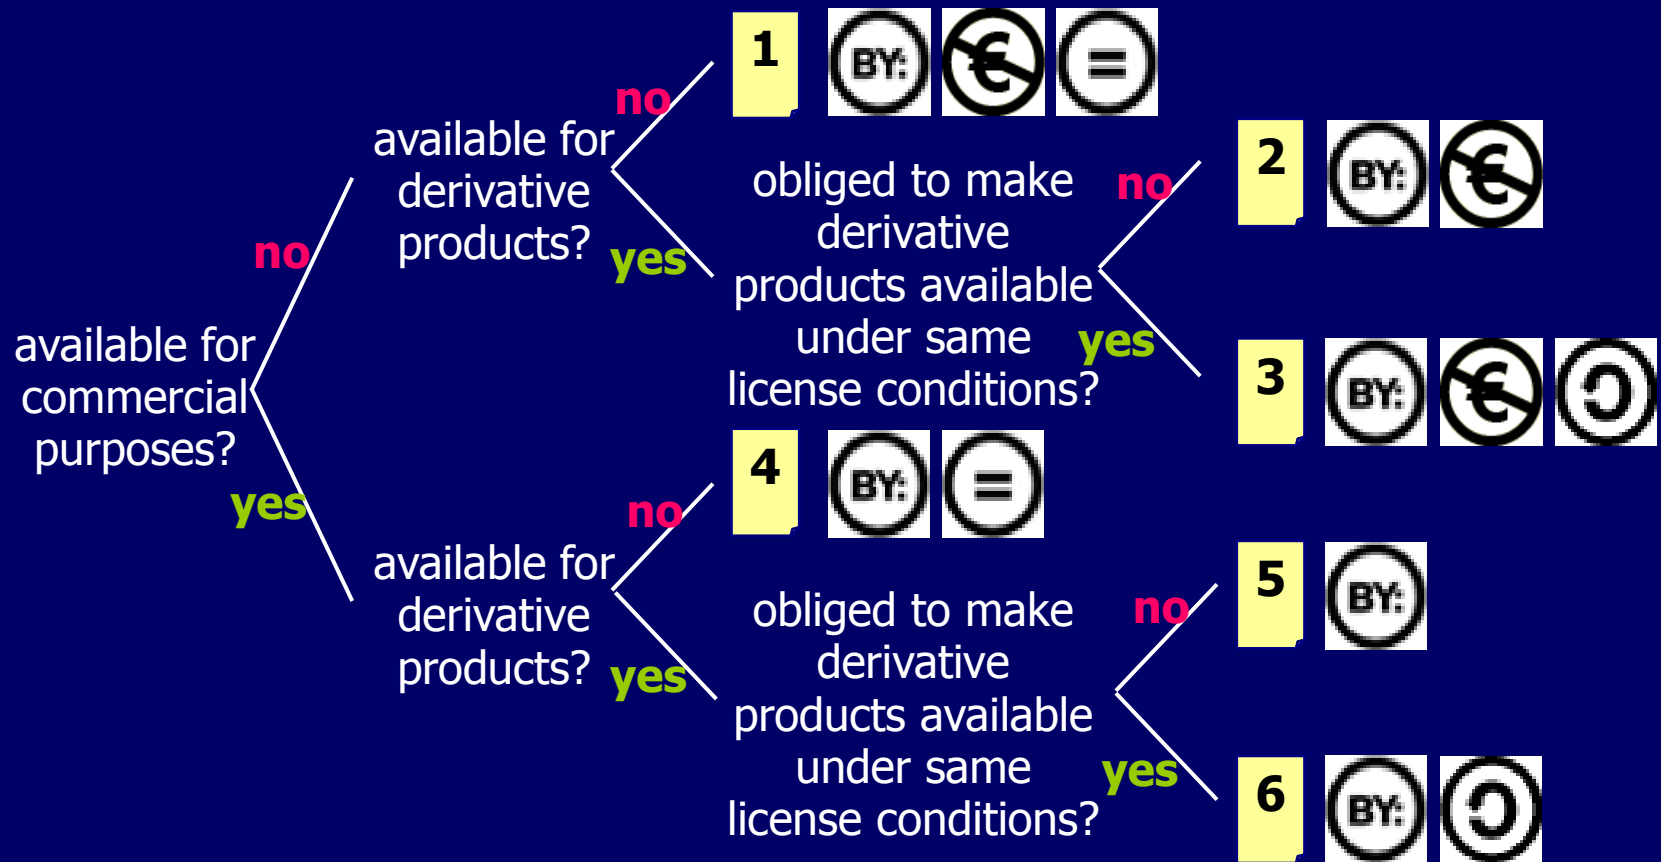 available for
commercial
purposes?
no
yes
available for
derivative
products?
no
yes
1
BY:
€
=
obliged to make
derivative
products available
under same
license conditions?
no
yes
2
BY:
€
3
BY:
€
available for
derivative
products?
no
yes
4
BY:
=
obliged to make
derivative
products available
under same
license conditions?
no
yes
5
BY:
6
BY: